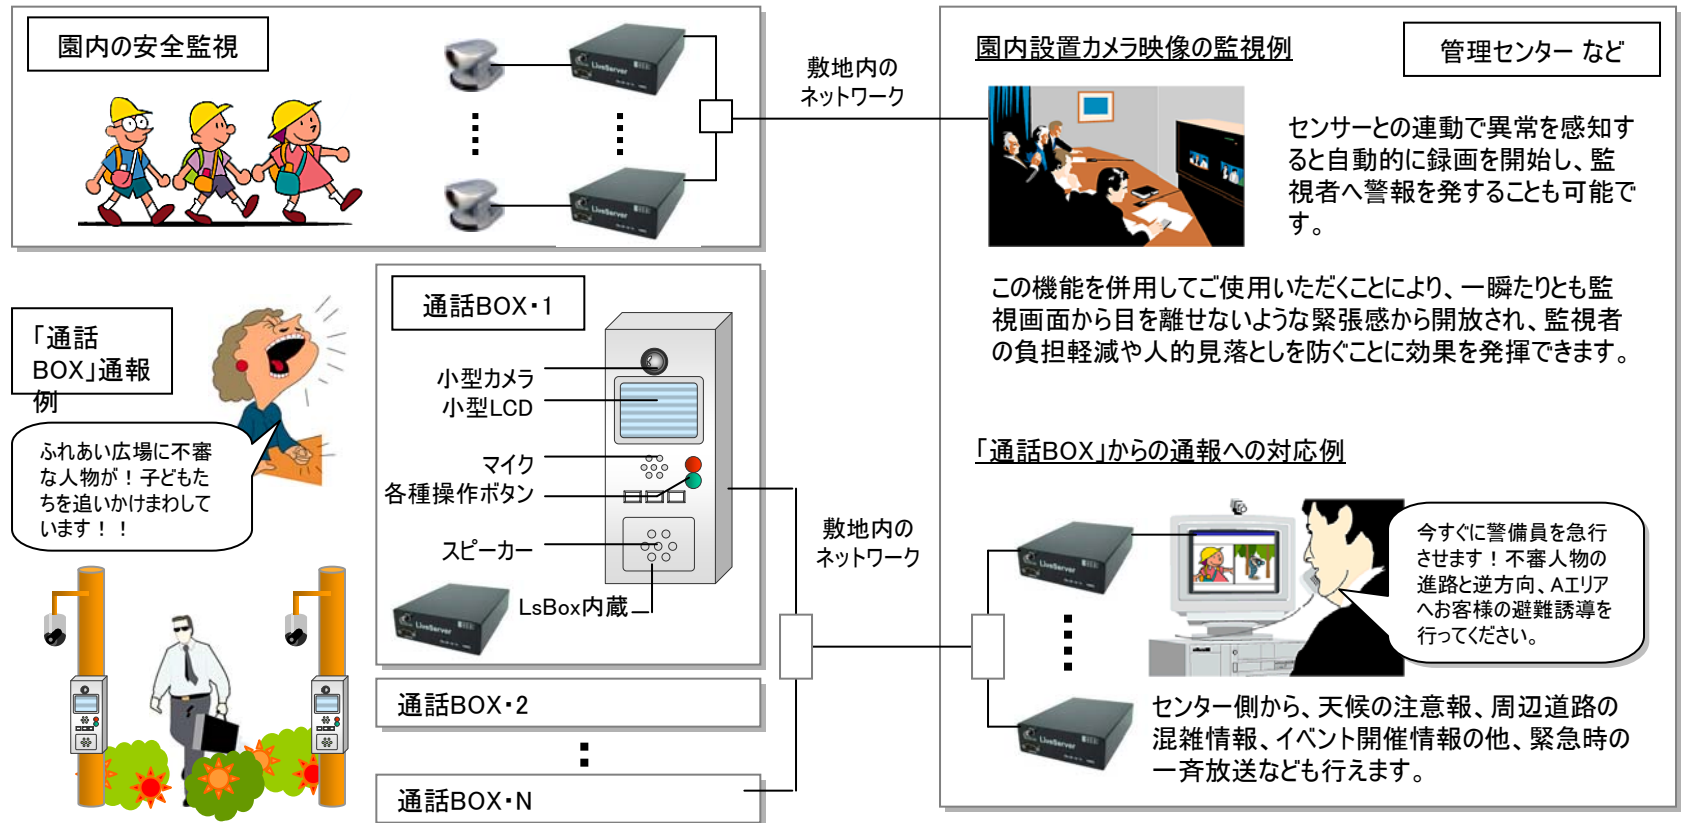 園内の安全監視
LiveServer
LiveServer
敷地内の
ネットワーク
園内設置カメラ映像の監視例
管理センター など
センサーとの連動で異常を感知す
ると自動的に録画を開始し、監
視者へ警報を発することも可能で
す。
この機能を併用してご使用いただくことにより、一瞬たりとも監
視画面から目を離せないような緊張感から開放され、監視者
の負担軽減や人的見落としを防ぐことに効果を発揮できます。
「通話
BOX」通報
例
ふれあい広場に不審
な人物が！子どもた
ちを追いかけまわして
います！！
通話BOX・1
小型カメラ
小型LCD
マイク
各種操作ボタン
スピーカー
LsBox内蔵
LiveServer
通話BOX・2
通話BOX・N
敷地内の
ネットワーク
「通話BOX」からの通報への対応例
LiveServer
今すぐに警備員を急行
させます！不審人物の
進路と逆方向、Aエリア
へお客様の避難誘導を
行ってください。
LiveServer
センター側から、天候の注意報、周辺道路の
混雑情報、イベント開催情報の他、緊急時の
一斉放送なども行えます。